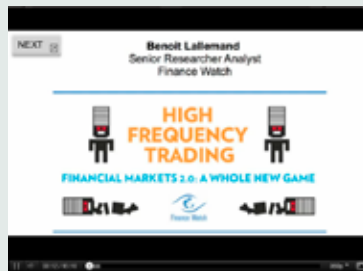 NEXT
Benoit Lallemand
Senior Researcher Analyst
Finance Watch
HIGH
FREQUENCY
TRADING
FINANCIAL MARKETS 2.0: A WHOLE NEW GAME
Finance Watch